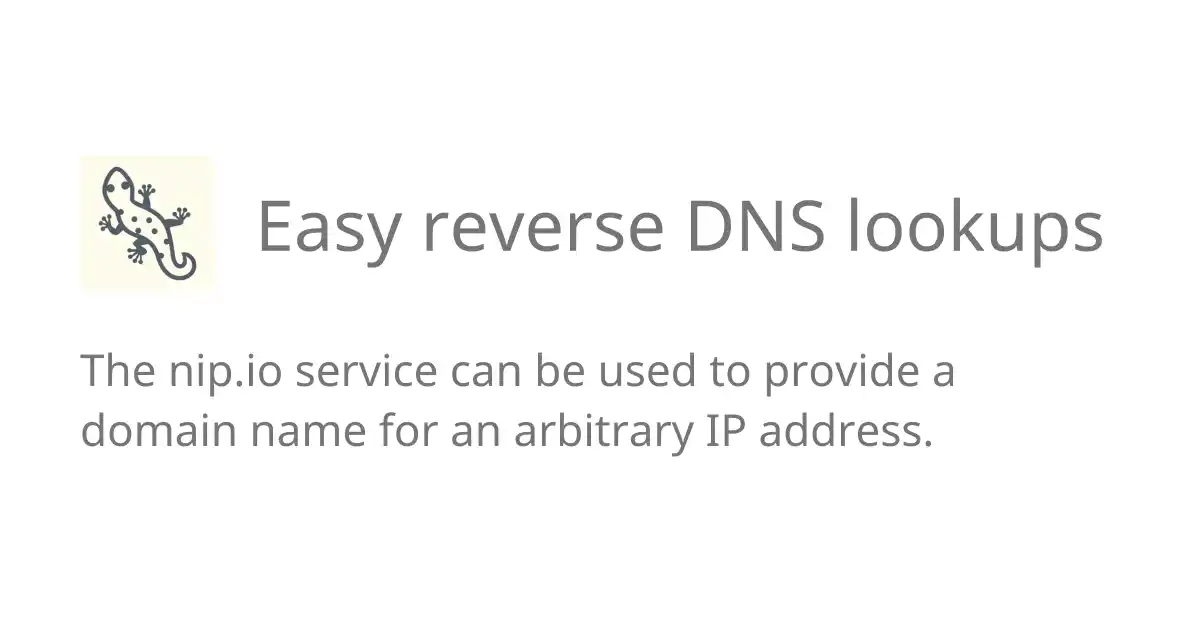 Easy reverse DNS lookups
The nip.io service can be used to provide a
domain name for an arbitrary IP address.